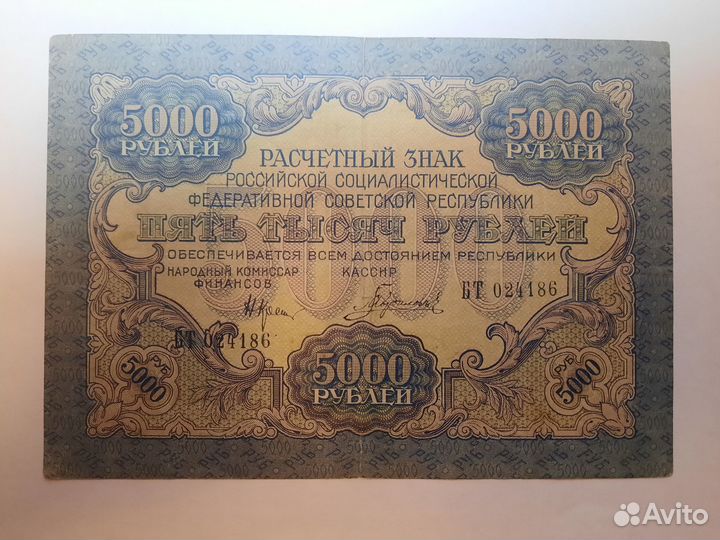 5000
РУБЛЕЙ
5000
РУБЛЕЙ
РАСЧЕТНЫЙ ЗНАК
РОССИЙСКОЙ СОЦИАЛИСТИЧЕСКОЙ
ФЕДЕРАТИВНОЙ СОВЕТСКОЙ РЕСПУБЛИКИ
ПЯТЬ ТЫСЯЧ РУБЛЕЙ
ОБЕСПЕЧИВАЕТСЯ ВСЕМ ДОСТОЯНИЕМ РЕСПУБЛИКИ
НАРОДНЫЙ КОМИССАР
ФИНАНСОВ
КАССИР
БТ 024186
БТ 024186
5000
РУБ
5000
РУБЛЕЙ
РУБ
5000
5000
Avito